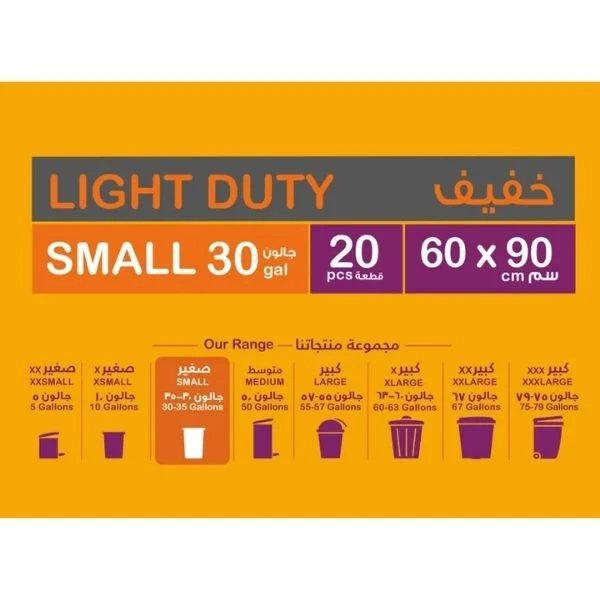 LIGHT DUTY خفيف
SMALL 30 جالون gal
20 pcs قطعة
60 x 90 cm سم
Our Range — مجموعة منتجاتنا
صغير xx
XXSMALL
جالون ٥
5 Gallons
صغير x
XSMALL
جالون ١٠
10 Gallons
صغير
SMALL
جالون ٣٠-٣٥
30-35 Gallons
متوسط
MEDIUM
جالون ٥٠
50 Gallons
كبير
LARGE
جالون ٥٥-٥٧
55-57 Gallons
كبير x
XLARGE
جالون ٦٠-٦٣
60-63 Gallons
كبير xx
XXLARGE
جالون ٦٧
67 Gallons
كبير xxx
XXXLARGE
جالون ٧٥-٧٩
75-79 Gallons